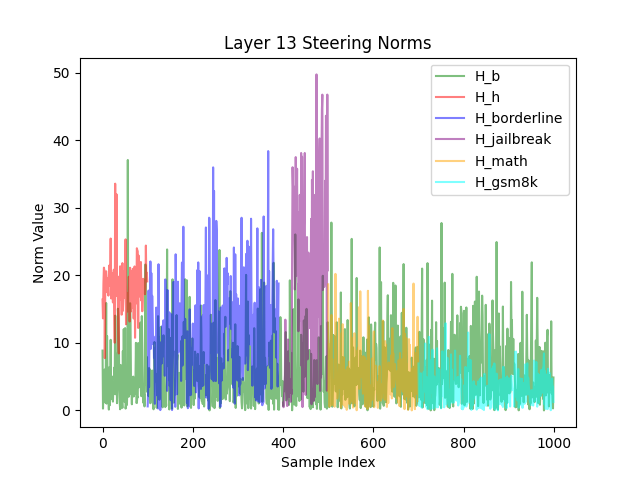 Layer 13 Steering Norms
50
40
30
20
10
0
Norm Value
H_b
H_h
H_borderline
H_jailbreak
H_math
H_gsm8k
0
200
400
600
800
1000
Sample Index